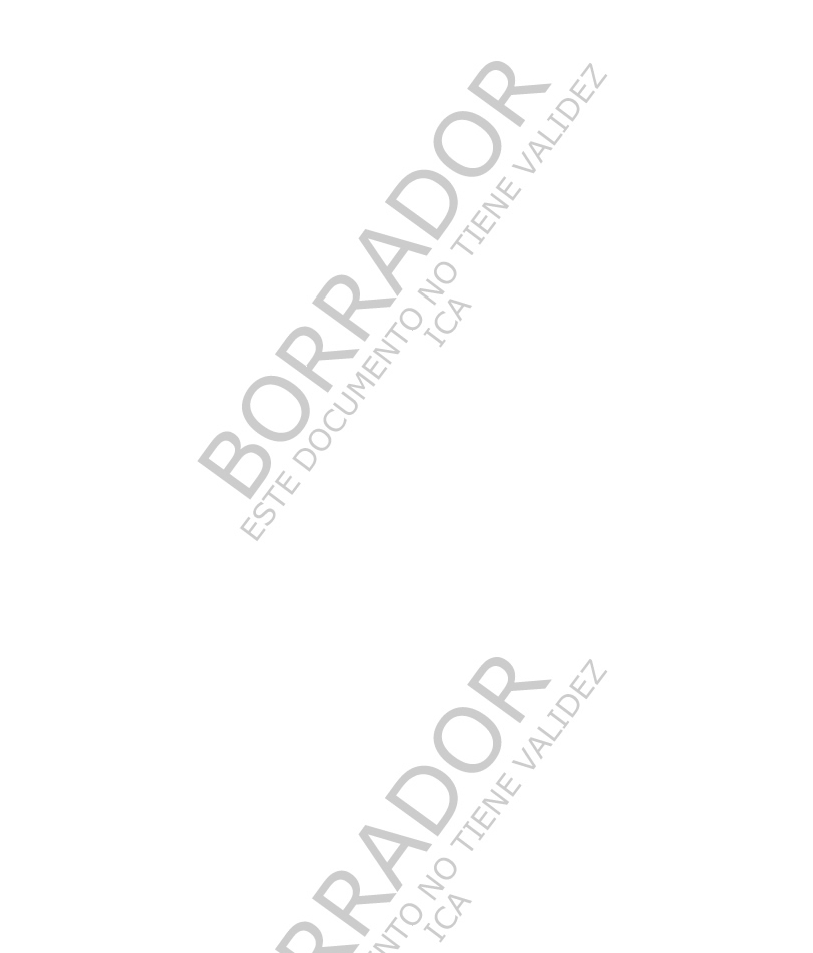 BORRADOR
ESTE DOCUMENTO NO TIENE VALIDEZ
ICA
RRADOR
NTO NO TIENE VALIDEZ
ICA